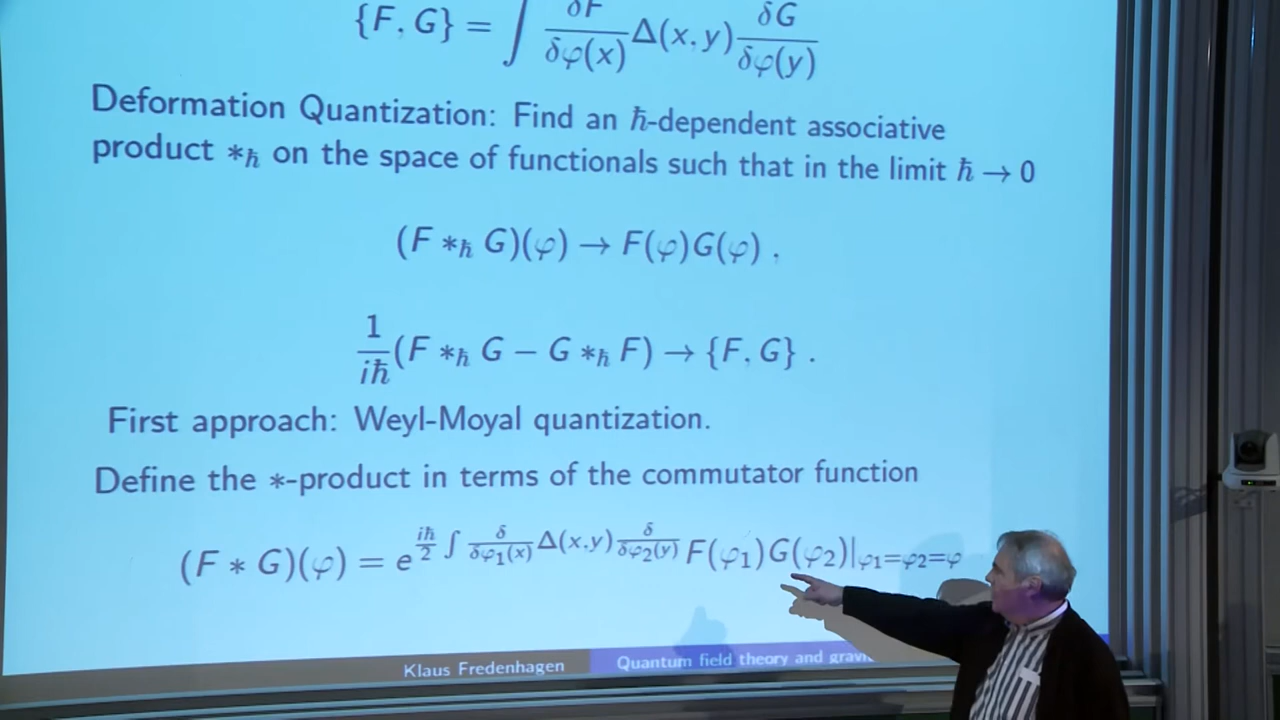 {F, G} = ∫ δF/δφ(x) Δ(x, y) δG/δφ(y)
Deformation Quantization: Find an ℏ-dependent associative
product *ℏ on the space of functionals such that in the limit ℏ → 0
(F *ℏ G)(φ) → F(φ)G(φ) .
1/iℏ (F *ℏ G − G *ℏ F) → {F, G} .
First approach: Weyl-Moyal quantization.
Define the *-product in terms of the commutator function
(F * G)(φ) = e^{iℏ/2 ∫ δ/δφ₁(x) Δ(x,y) δ/δφ₂(y)} F(φ₁)G(φ₂)|φ₁=φ₂=φ
Klaus Fredenhagen Quantum field theory and